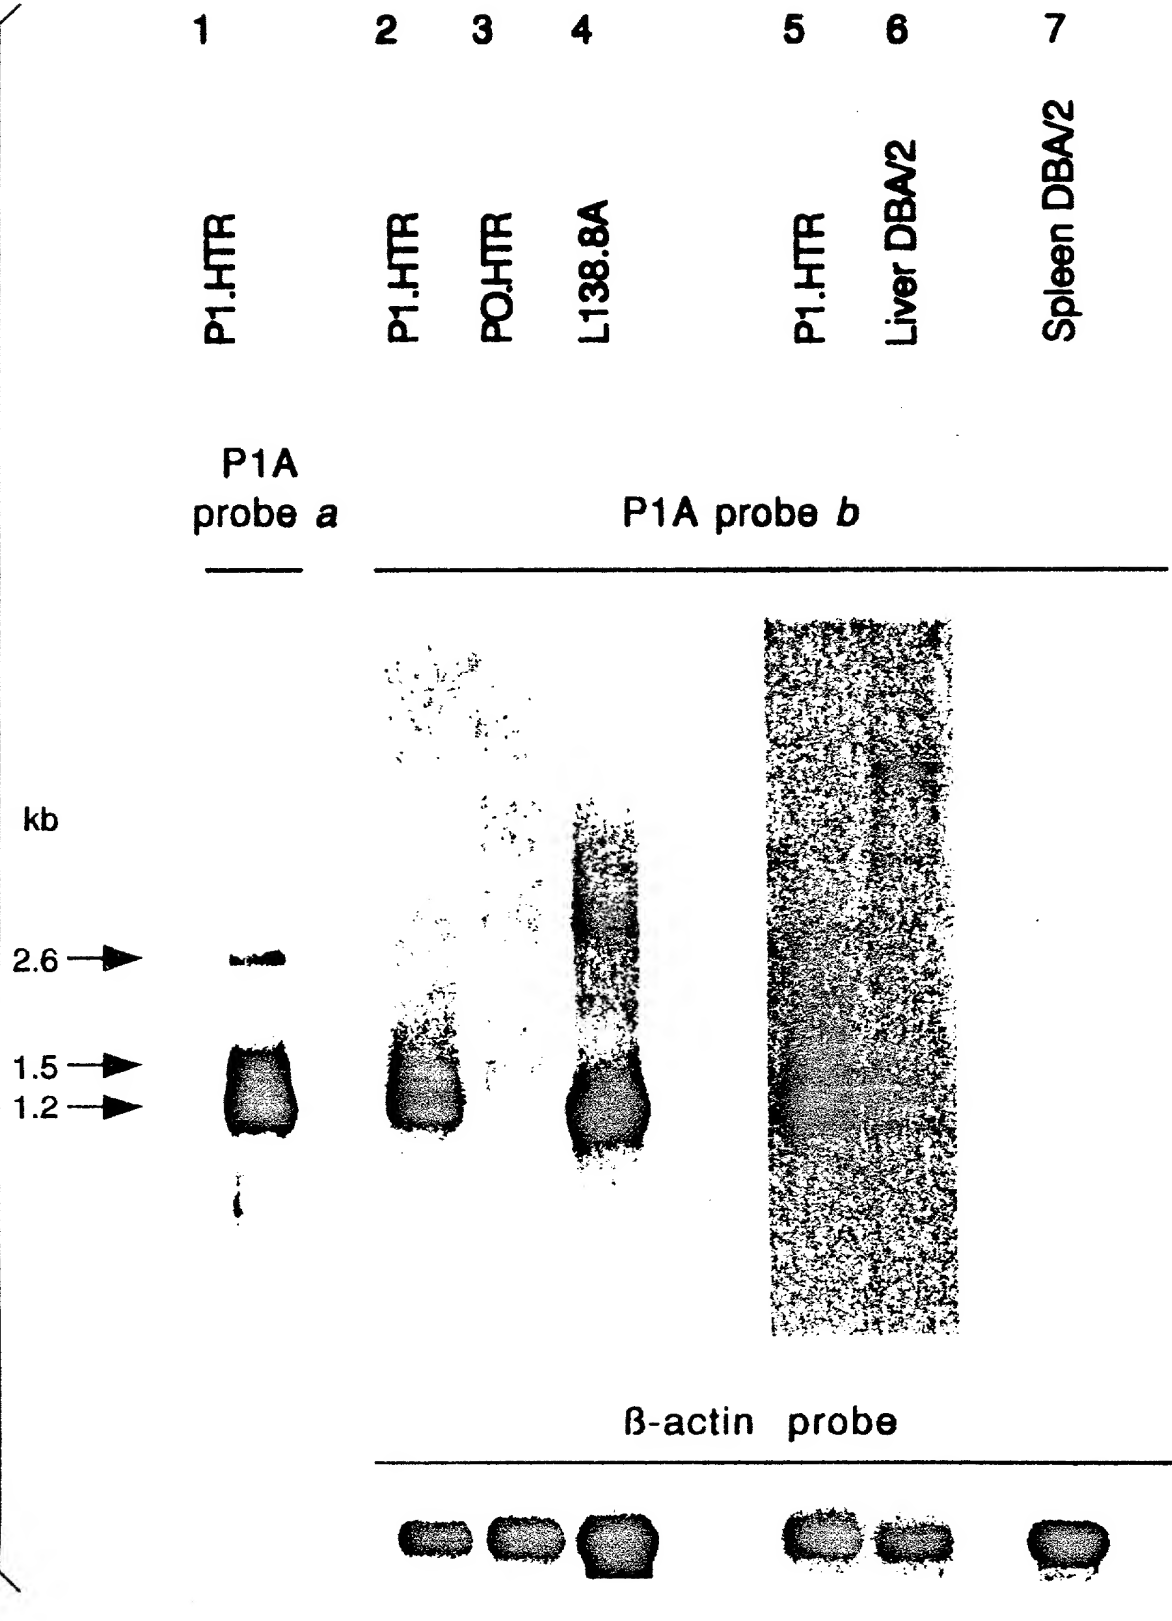 1 2 3 4 5 6 7
P1.HTR
P1.HTR
PO.HTR
L138.8A
P1.HTR
Liver DBA/2
Spleen DBA/2
P1A
probe a
P1A probe b
kb
2.6
1.5
1.2
ß-actin probe